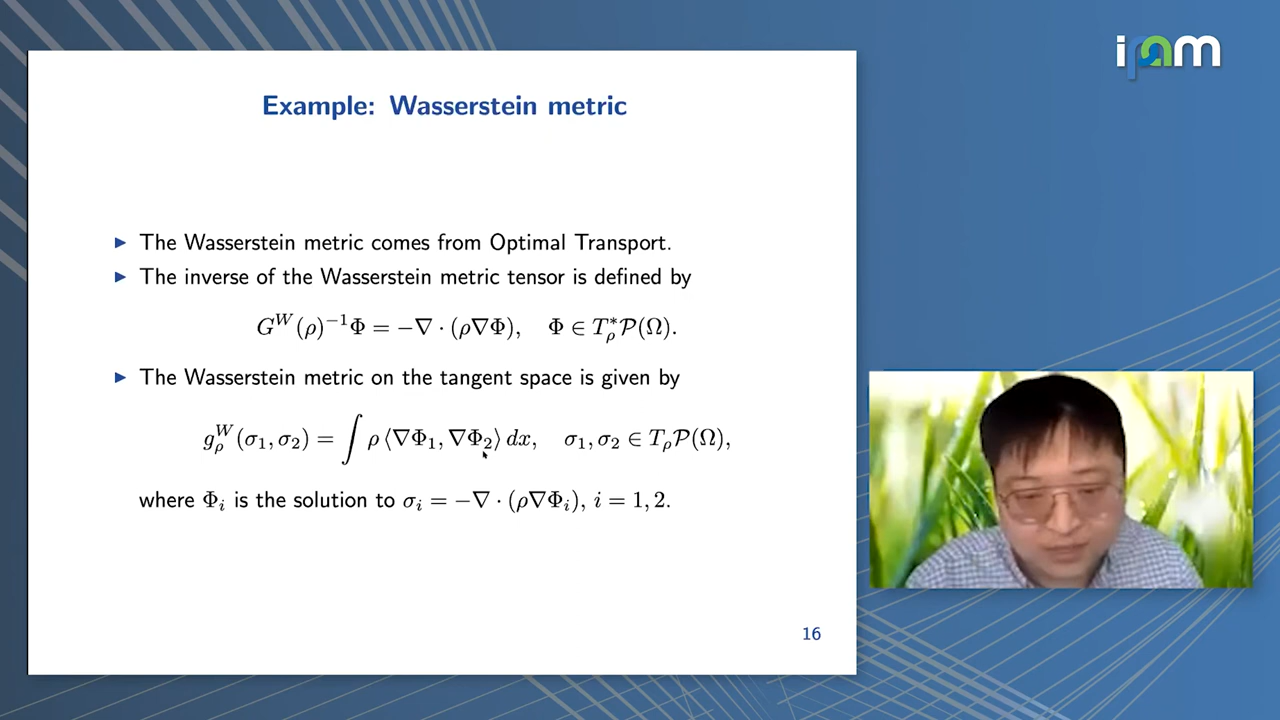 ipam
Example: Wasserstein metric
▶ The Wasserstein metric comes from Optimal Transport.
▶ The inverse of the Wasserstein metric tensor is defined by
G^W(ρ)^{-1}Φ = −∇ · (ρ∇Φ), Φ ∈ T_ρ^*𝒫(Ω).
▶ The Wasserstein metric on the tangent space is given by
g_ρ^W(σ_1, σ_2) = ∫ ρ ⟨∇Φ_1, ∇Φ_2⟩ dx, σ_1, σ_2 ∈ T_ρ𝒫(Ω),
where Φ_i is the solution to σ_i = −∇ · (ρ∇Φ_i), i = 1, 2.
16